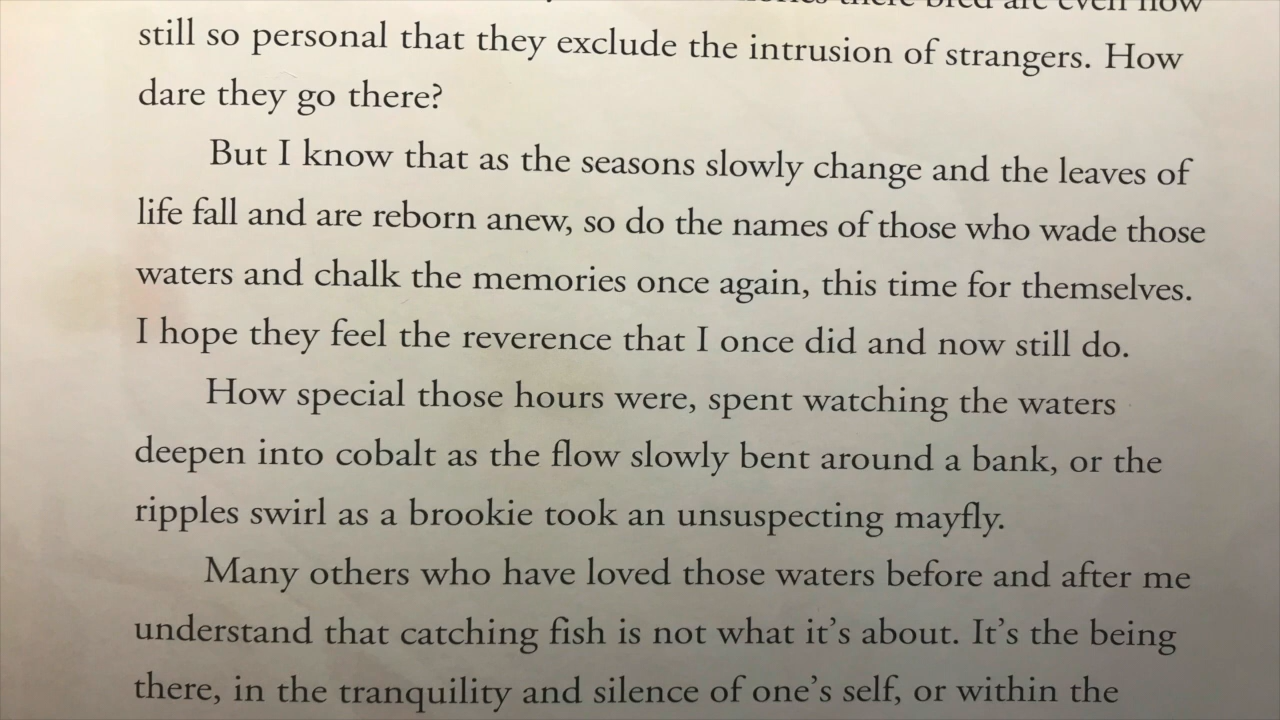 there bred are even now
still so personal that they exclude the intrusion of strangers. How
dare they go there?
But I know that as the seasons slowly change and the leaves of
life fall and are reborn anew, so do the names of those who wade those
waters and chalk the memories once again, this time for themselves.
I hope they feel the reverence that I once did and now still do.
How special those hours were, spent watching the waters
deepen into cobalt as the flow slowly bent around a bank, or the
ripples swirl as a brookie took an unsuspecting mayfly.
Many others who have loved those waters before and after me
understand that catching fish is not what it’s about. It’s the being
there, in the tranquility and silence of one’s self, or within the